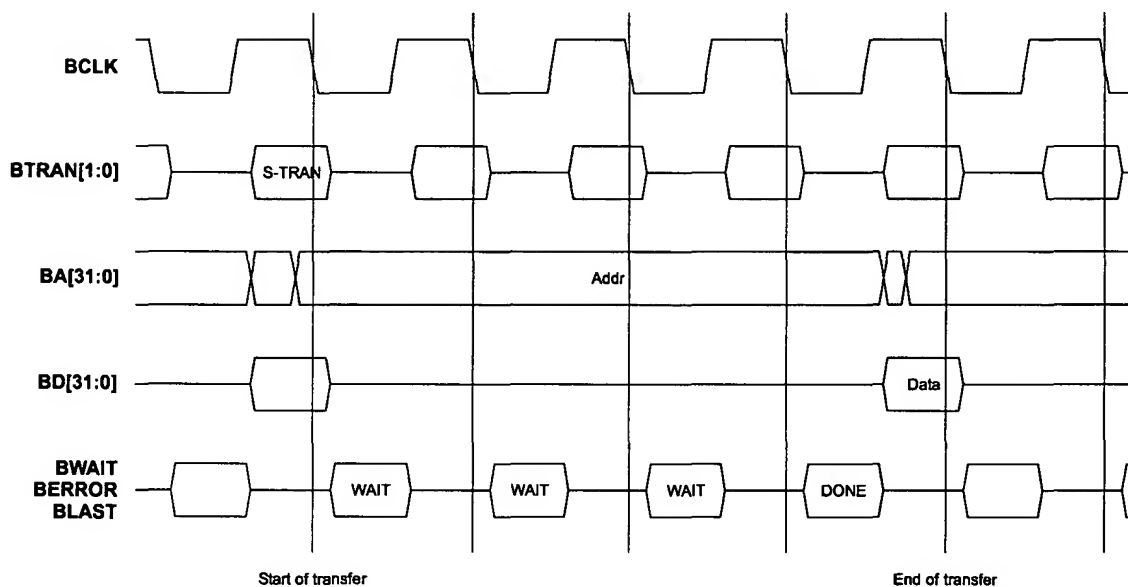 BCLK
BTRAN[1:0]
S-TRAN
BA[31:0]
Addr
BD[31:0]
Data
BWAIT
BERROR
BLAST
WAIT
WAIT
WAIT
DONE
Start of transfer
End of transfer